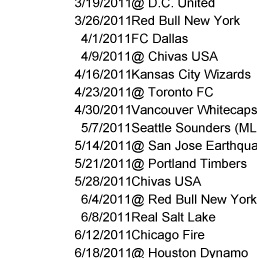 3/19/2011@ D.C. United
3/26/2011Red Bull New York
4/1/2011FC Dallas
4/9/2011@ Chivas USA
4/16/2011Kansas City Wizards
4/23/2011@ Toronto FC
4/30/2011Vancouver Whitecaps
5/7/2011Seattle Sounders (ML
5/14/2011@ San Jose Earthqua
5/21/2011@ Portland Timbers
5/28/2011Chivas USA
6/4/2011@ Red Bull New York
6/8/2011Real Salt Lake
6/12/2011Chicago Fire
6/18/2011@ Houston Dynamo